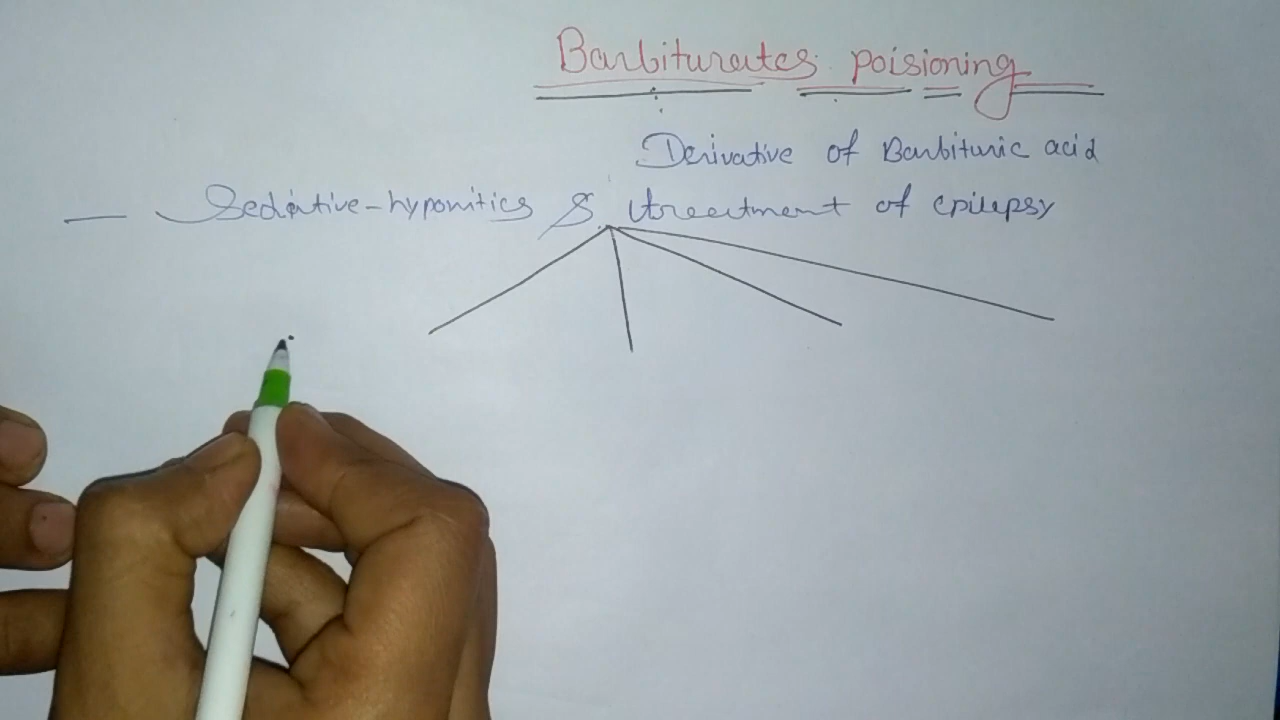 Barbiturates poisioning
Derivative of Barbituric acid
— Sedative-hyponitics & treatment of epilepsy